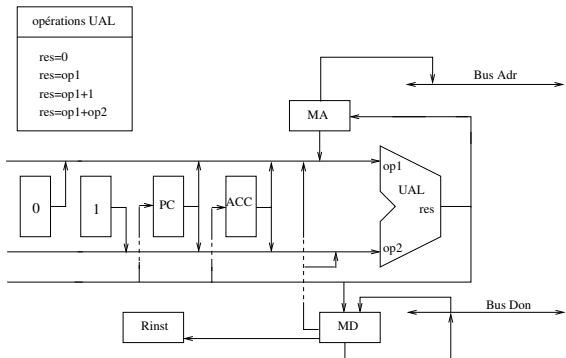 opérations UAL
res=0
res=op1
res=op1+1
res=op1+op2
Bus Adr
MA
op1
UAL
res
op2
0
1
PC
ACC
Bus Don
Rinst
MD